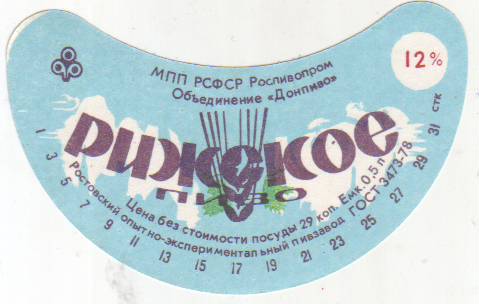 МПП РСФСР Росливопром
Объединение «Донпиво»
12%
Рижское
ПИВО
Цена без стоимости посуды 29 коп. Емк. 0,5 л
Ростовский опытно-экспериментальный пивзавод ГОСТ 3473-78
1 3 5 7 9 11 13 15 17 19 21 23 25 27 29 31 стк